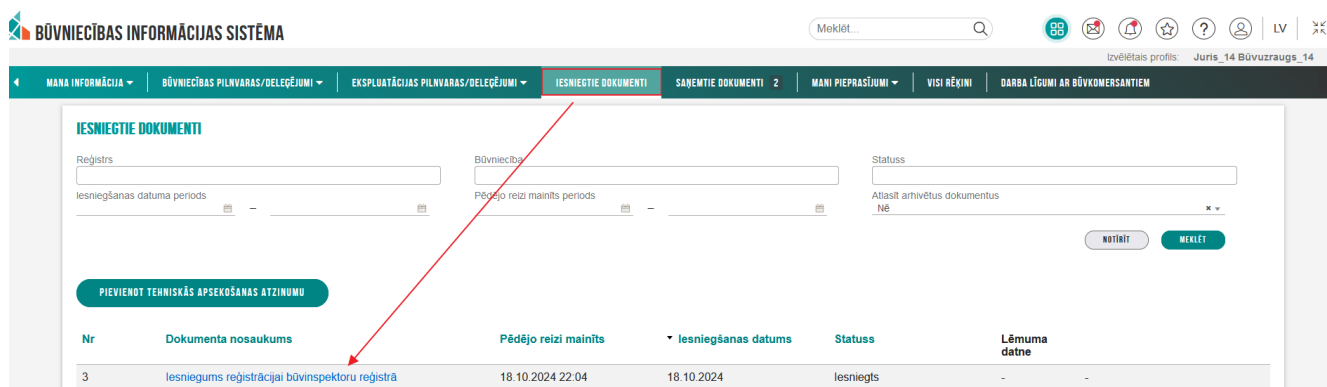 BŪVNIECĪBAS INFORMĀCIJAS SISTĒMA
Meklēt...
LV
Izvēlētais profils: Juris_14 Būvuzraugs_14
MANA INFORMĀCIJA
BŪVNIECĪBAS PILNVARAS/DELEĢĒJUMI
EKSPLUATĀCIJAS PILNVARAS/DELEĢĒJUMI
IESNIEGTIE DOKUMENTI
SAŅEMTIE DOKUMENTI 2
MANI PIEPRASĪJUMI
VISI RĒĶINI
DARBA LĪGUMI AR BŪVKOMERSANTIEM
IESNIEGTIE DOKUMENTI
Reģistrs
Būvniecība
Statuss
Iesniegšanas datuma periods
Pēdējo reizi mainīts periods
Atlasīt arhivētus dokumentus
–
–
Nē
NOTĪRĪT
MEKLĒT
PIEVIENOT TEHNISKĀS APSEKOŠANAS ATZINUMU
Nr
Dokumenta nosaukums
Pēdējo reizi mainīts
Iesniegšanas datums
Statuss
Lēmuma
datne
3
Iesniegums reģistrācijai būvinspektoru reģistrā
18.10.2024 22:04
18.10.2024
Iesniegts
-
-